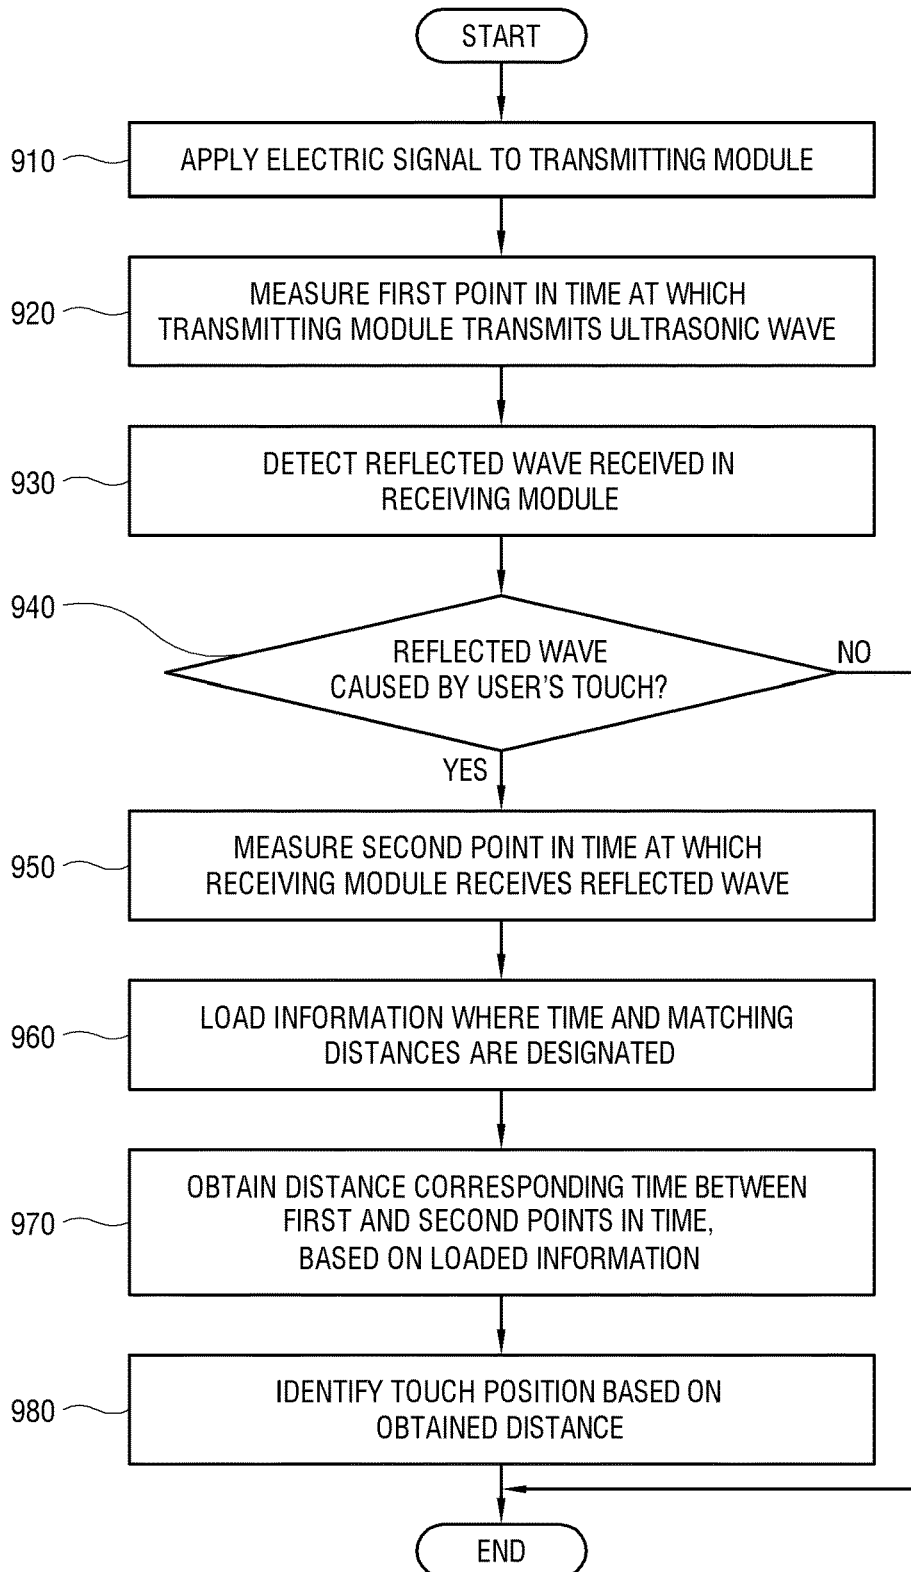 START
910
APPLY ELECTRIC SIGNAL TO TRANSMITTING MODULE
920
MEASURE FIRST POINT IN TIME AT WHICH
TRANSMITTING MODULE TRANSMITS ULTRASONIC WAVE
930
DETECT REFLECTED WAVE RECEIVED IN
RECEIVING MODULE
940
REFLECTED WAVE
CAUSED BY USER'S TOUCH?
NO
YES
950
MEASURE SECOND POINT IN TIME AT WHICH
RECEIVING MODULE RECEIVES REFLECTED WAVE
960
LOAD INFORMATION WHERE TIME AND MATCHING
DISTANCES ARE DESIGNATED
970
OBTAIN DISTANCE CORRESPONDING TIME BETWEEN
FIRST AND SECOND POINTS IN TIME,
BASED ON LOADED INFORMATION
980
IDENTIFY TOUCH POSITION BASED ON
OBTAINED DISTANCE
END